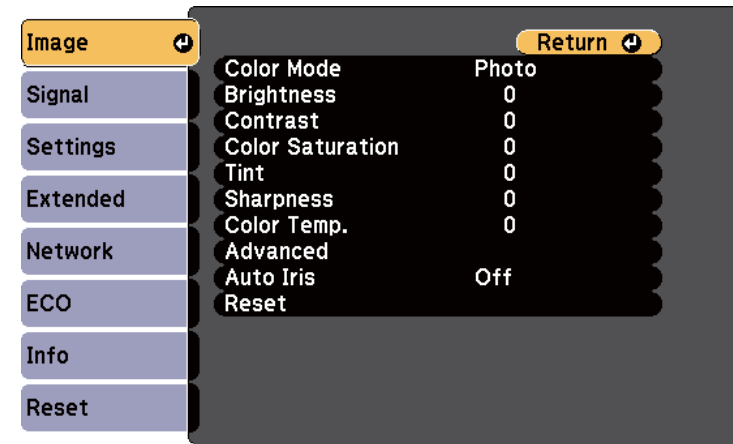 Image
Signal
Settings
Extended
Network
ECO
Info
Reset
Return
Color Mode Photo
Brightness 0
Contrast 0
Color Saturation 0
Tint 0
Sharpness 0
Color Temp. 0
Advanced
Auto Iris Off
Reset